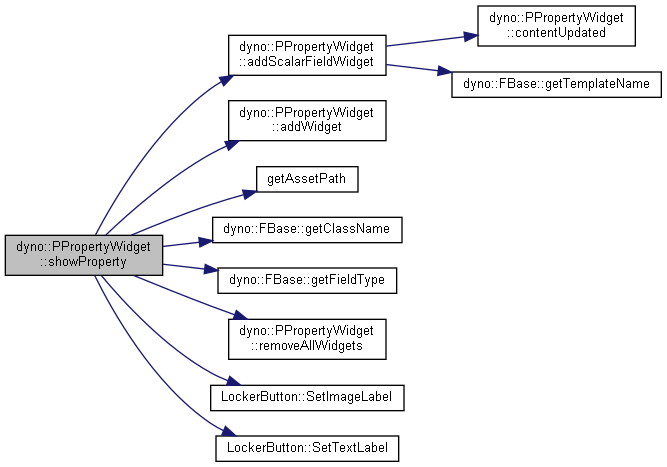 dyno::PPropertyWidget
::showProperty
dyno::PPropertyWidget
::addScalarFieldWidget
dyno::PPropertyWidget
::contentUpdated
dyno::FBase::getTemplateName
dyno::PPropertyWidget
::addWidget
getAssetPath
dyno::FBase::getClassName
dyno::FBase::getFieldType
dyno::PPropertyWidget
::removeAllWidgets
LockerButton::SetImageLabel
LockerButton::SetTextLabel